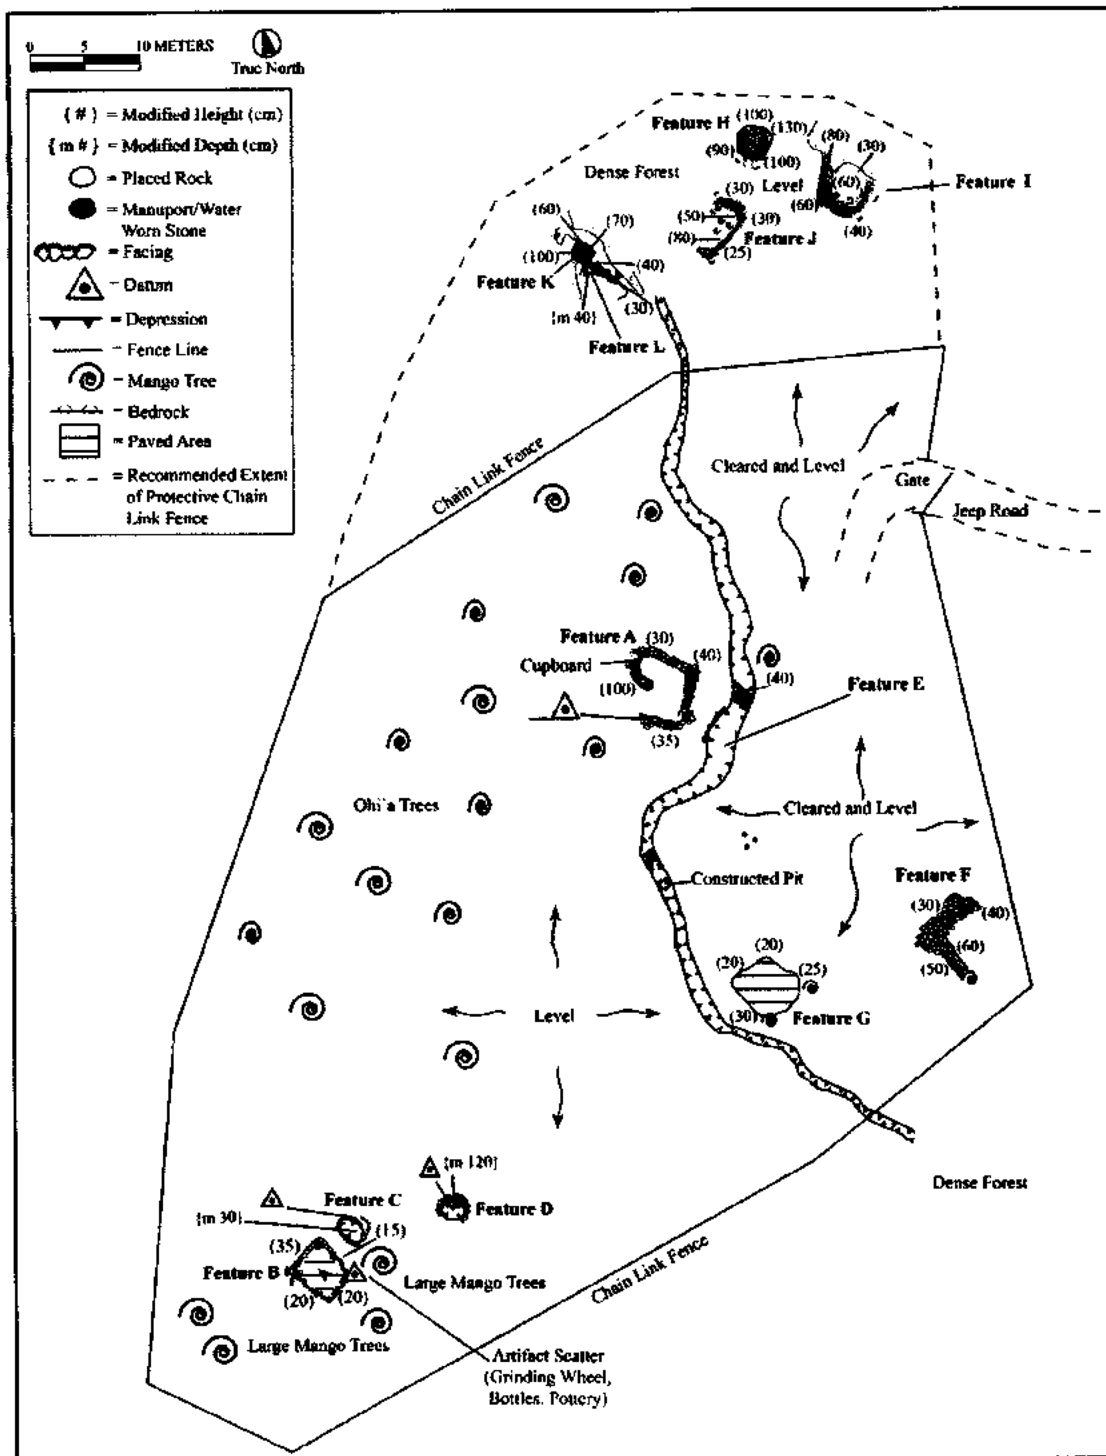 0 5 10 METERS
True North
{ # } = Modified Height (cm)
{m #} = Modified Depth (cm)
= Placed Rock
= Manuport/Water
Worn Stone
= Facing
= Datum
= Depression
= Fence Line
= Mango Tree
= Bedrock
= Paved Area
= Recommended Extent
of Protective Chain
Link Fence
Feature H
(100)
(130)
(90)
(100)
Dense Forest
Level
(80)
(30)
(60)
(60)
(40)
Feature I
(30)
(50)
(30)
(80)
(25)
Feature J
(60)
(70)
(100)
(40)
Feature K
(30)
{m 40}
Feature L
Chain Link Fence
Cleared and Level
Gate
Jeep Road
Feature A
(30)
(40)
Cupboard
(100)
(35)
(40)
Feature E
Ohi'a Trees
Cleared and Level
Constructed Pit
Feature F
(30)
(40)
(60)
(50)
(20)
(20)
(25)
(30)
Feature G
Level
{m 120}
Feature D
Feature C
{m 30}
(15)
(35)
Feature B
(20)
(20)
Large Mango Trees
Large Mango Trees
Chain Link Fence
Dense Forest
Artifact Scatter
(Grinding Wheel,
Bottles, Pottery)